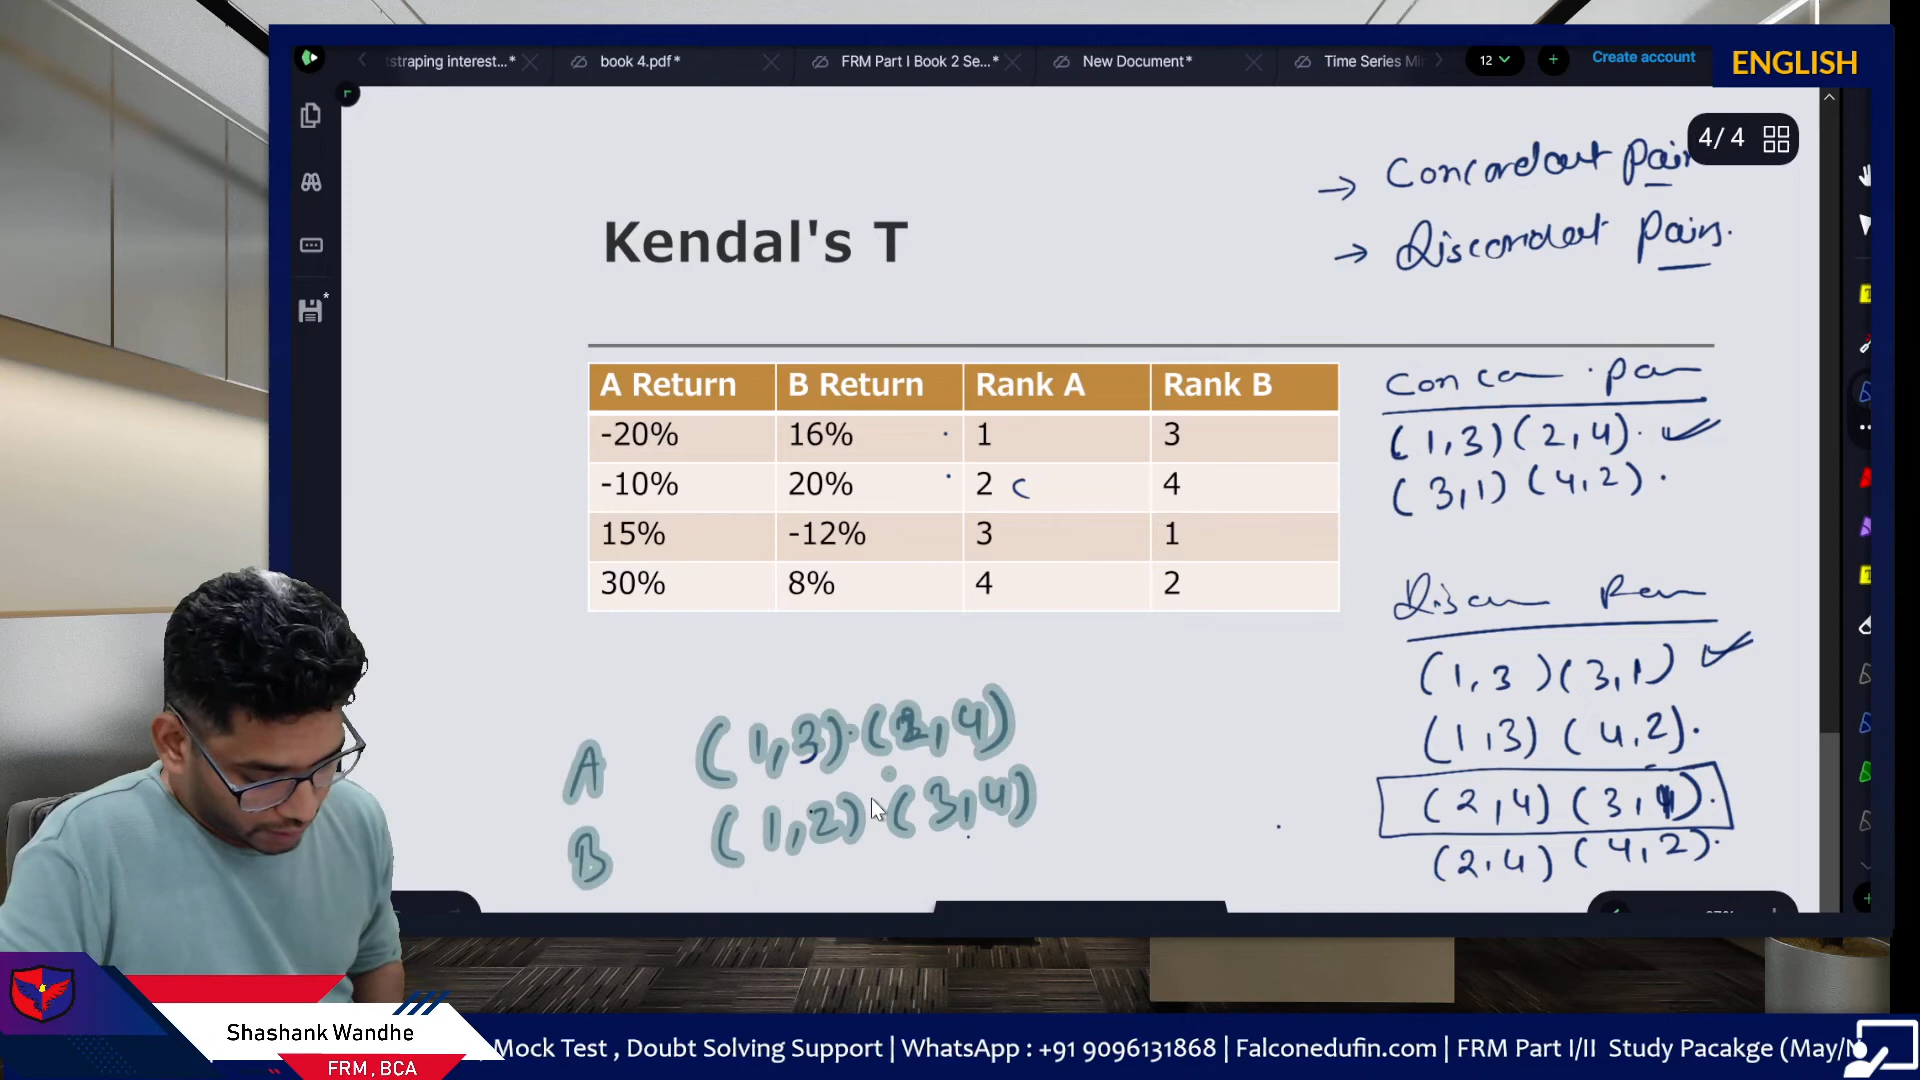 straping interest...*
book 4.pdf*
FRM Part I Book 2 Se...*
New Document*
Time Series Mi
12
Create account
ENGLISH
4/4
→ Concordant Pair
→ Discordant Pairs.
Kendal's T
A Return B Return Rank A Rank B
-20% 16% 1 3
-10% 20% 2 c 4
15% -12% 3 1
30% 8% 4 2
(1,3)(2,4). ✓
(3,1)(4,2).
(1,3)(3,1) ✓
(1,3)(4,2).
(2,4)(3,1).
(2,4)(4,2).
A (1,3).(2,4)
B (1,2).(3,4)
Shashank Wandhe
FRM, BCA
Mock Test , Doubt Solving Support | WhatsApp : +91 9096131868 | Falconedufin.com | FRM Part I/II Study Pacakge (May/N